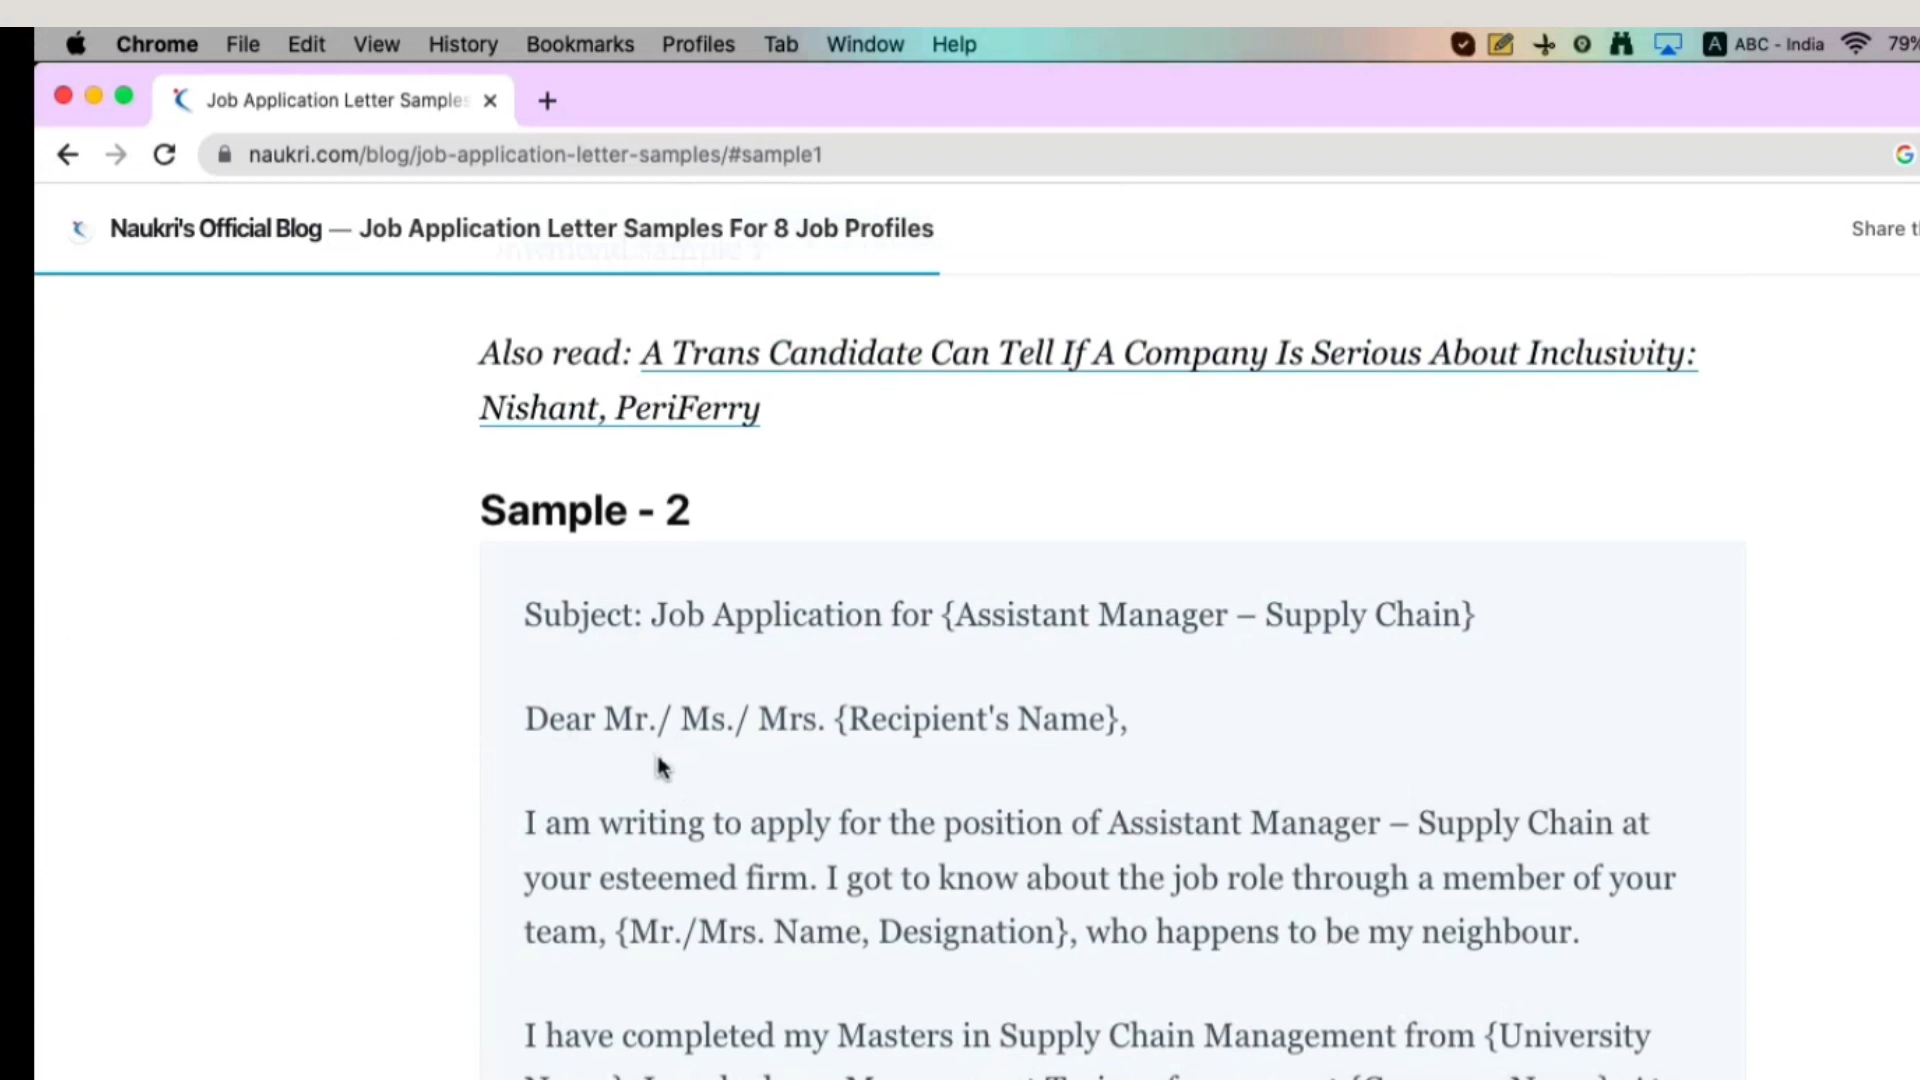 Chrome File Edit View History Bookmarks Profiles Tab Window Help A ABC - India 79%
Job Application Letter Samples
naukri.com/blog/job-application-letter-samples/#sample1
Naukri's Official Blog — Job Application Letter Samples For 8 Job Profiles
Share
Also read: A Trans Candidate Can Tell If A Company Is Serious About Inclusivity:
Nishant, PeriFerry
Sample - 2
Subject: Job Application for {Assistant Manager – Supply Chain}
Dear Mr./ Ms./ Mrs. {Recipient's Name},
I am writing to apply for the position of Assistant Manager – Supply Chain at
your esteemed firm. I got to know about the job role through a member of your
team, {Mr./Mrs. Name, Designation}, who happens to be my neighbour.
I have completed my Masters in Supply Chain Management from {University